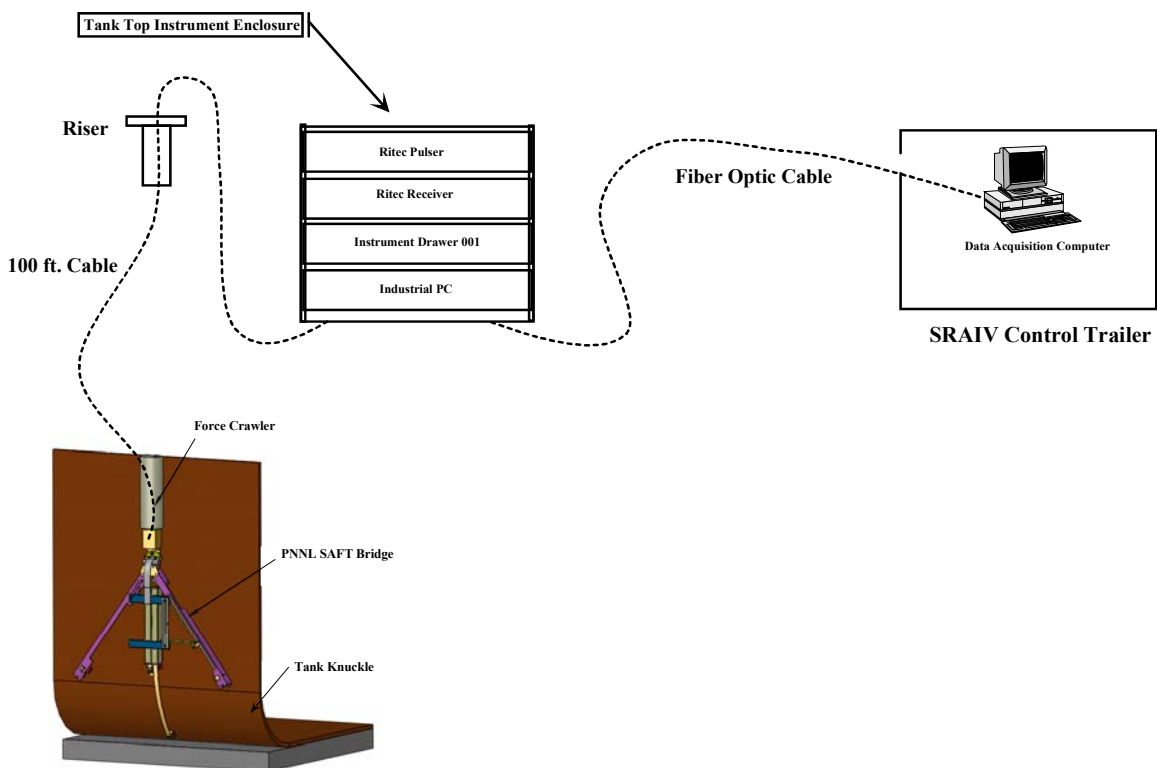 Tank Top Instrument Enclosure
Riser
Ritec Pulser
Ritec Receiver
Instrument Drawer 001
Industrial PC
Fiber Optic Cable
Data Acquisition Computer
100 ft. Cable
SRAIV Control Trailer
Force Crawler
PNNL SAFT Bridge
Tank Knuckle